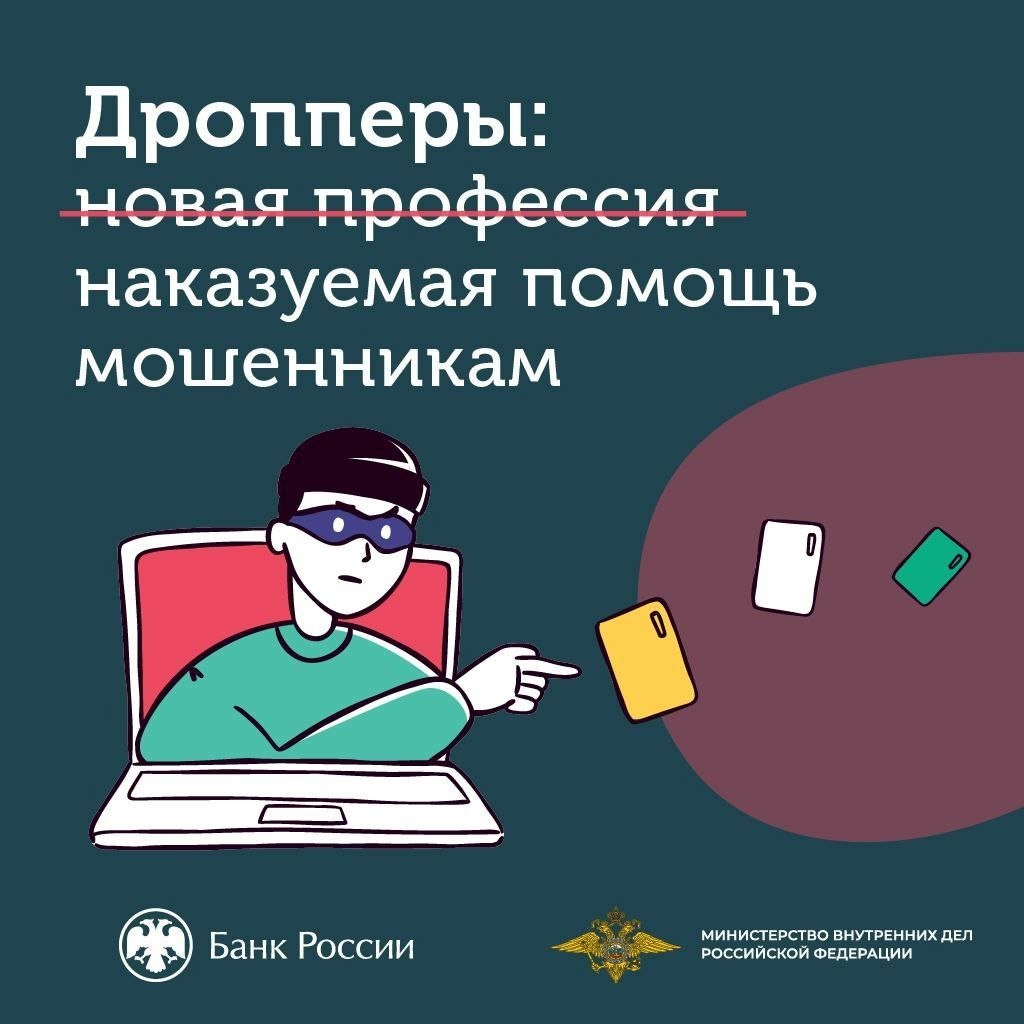 Дропперы:
новая профессия
наказуемая помощь
мошенникам
Банк России
МИНИСТЕРСТВО ВНУТРЕННИХ ДЕЛ
РОССИЙСКОЙ ФЕДЕРАЦИИ